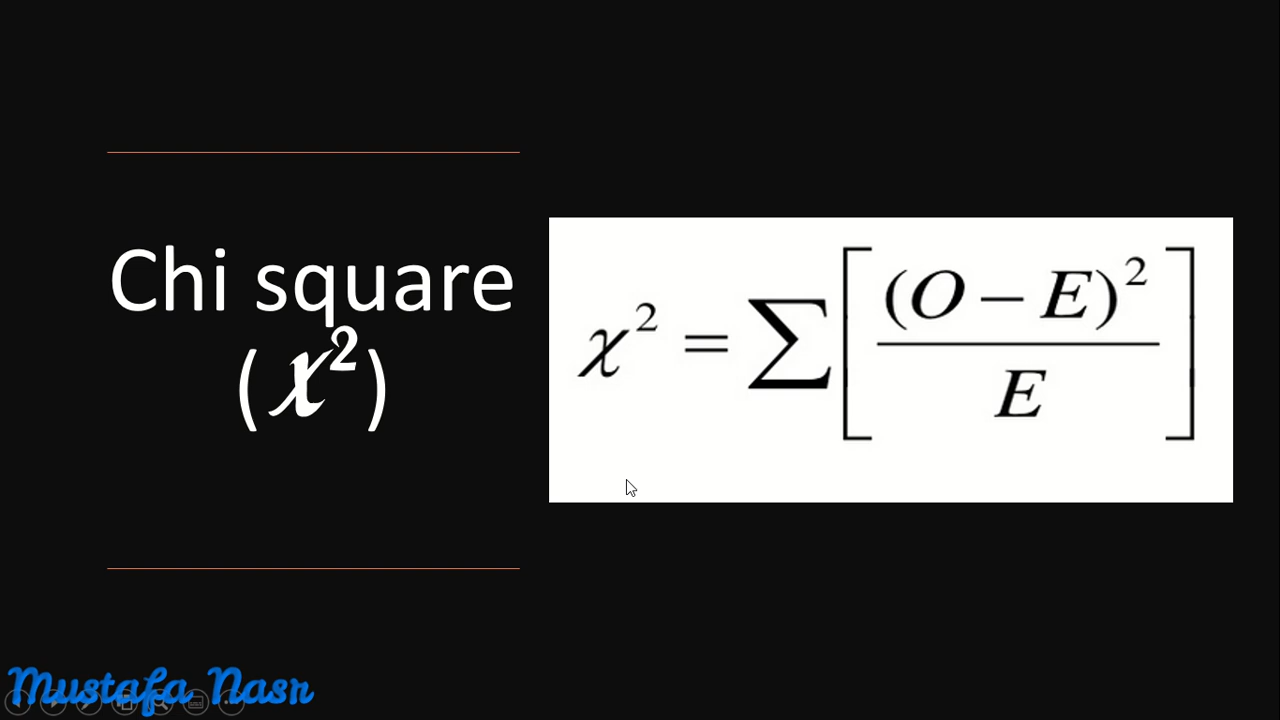 Chi square
(χ²)
χ² = ∑[(O − E)² / E]
Mustafa Nasr